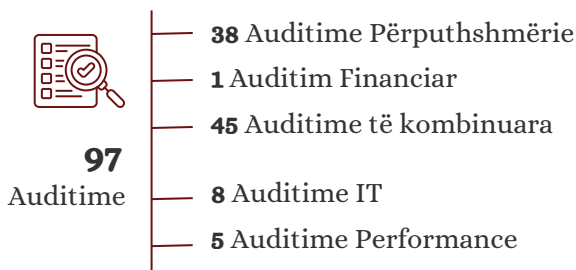 38 Auditime Përputhshmërie
1 Auditim Financiar
45 Auditime të kombinuara
97
Auditime
8 Auditime IT
5 Auditime Performance